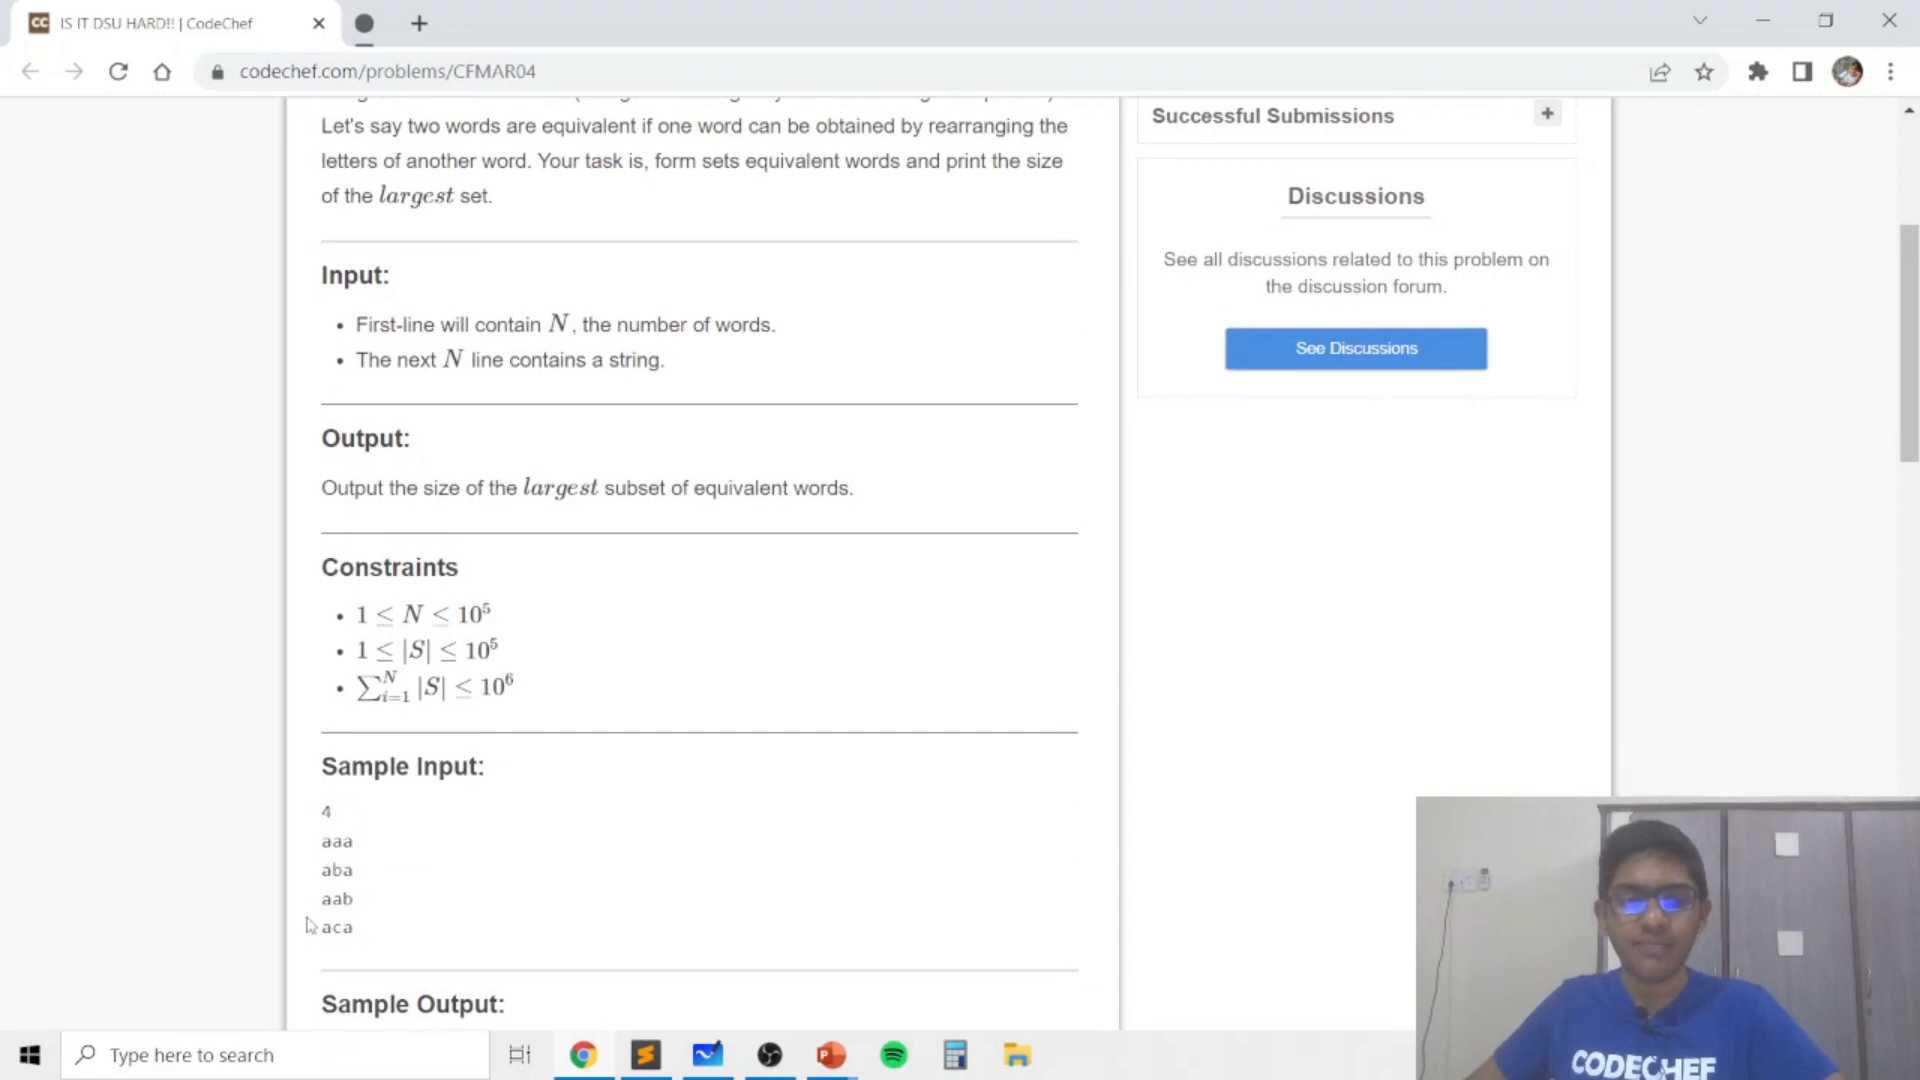 IS IT DSU HARD!! | CodeChef
codechef.com/problems/CFMAR04
Let's say two words are equivalent if one word can be obtained by rearranging the
letters of another word. Your task is, form sets equivalent words and print the size
of the largest set.
Input:
• First-line will contain N, the number of words.
• The next N line contains a string.
Output:
Output the size of the largest subset of equivalent words.
Constraints
• 1 ≤ N ≤ 10⁵
• 1 ≤ |S| ≤ 10⁵
• ∑ᵢ₌₁ᴺ |S| ≤ 10⁶
Sample Input:
4
aaa
aba
aab
aca
Sample Output:
Successful Submissions
Discussions
See all discussions related to this problem on
the discussion forum.
See Discussions
CODECHEF
Type here to search